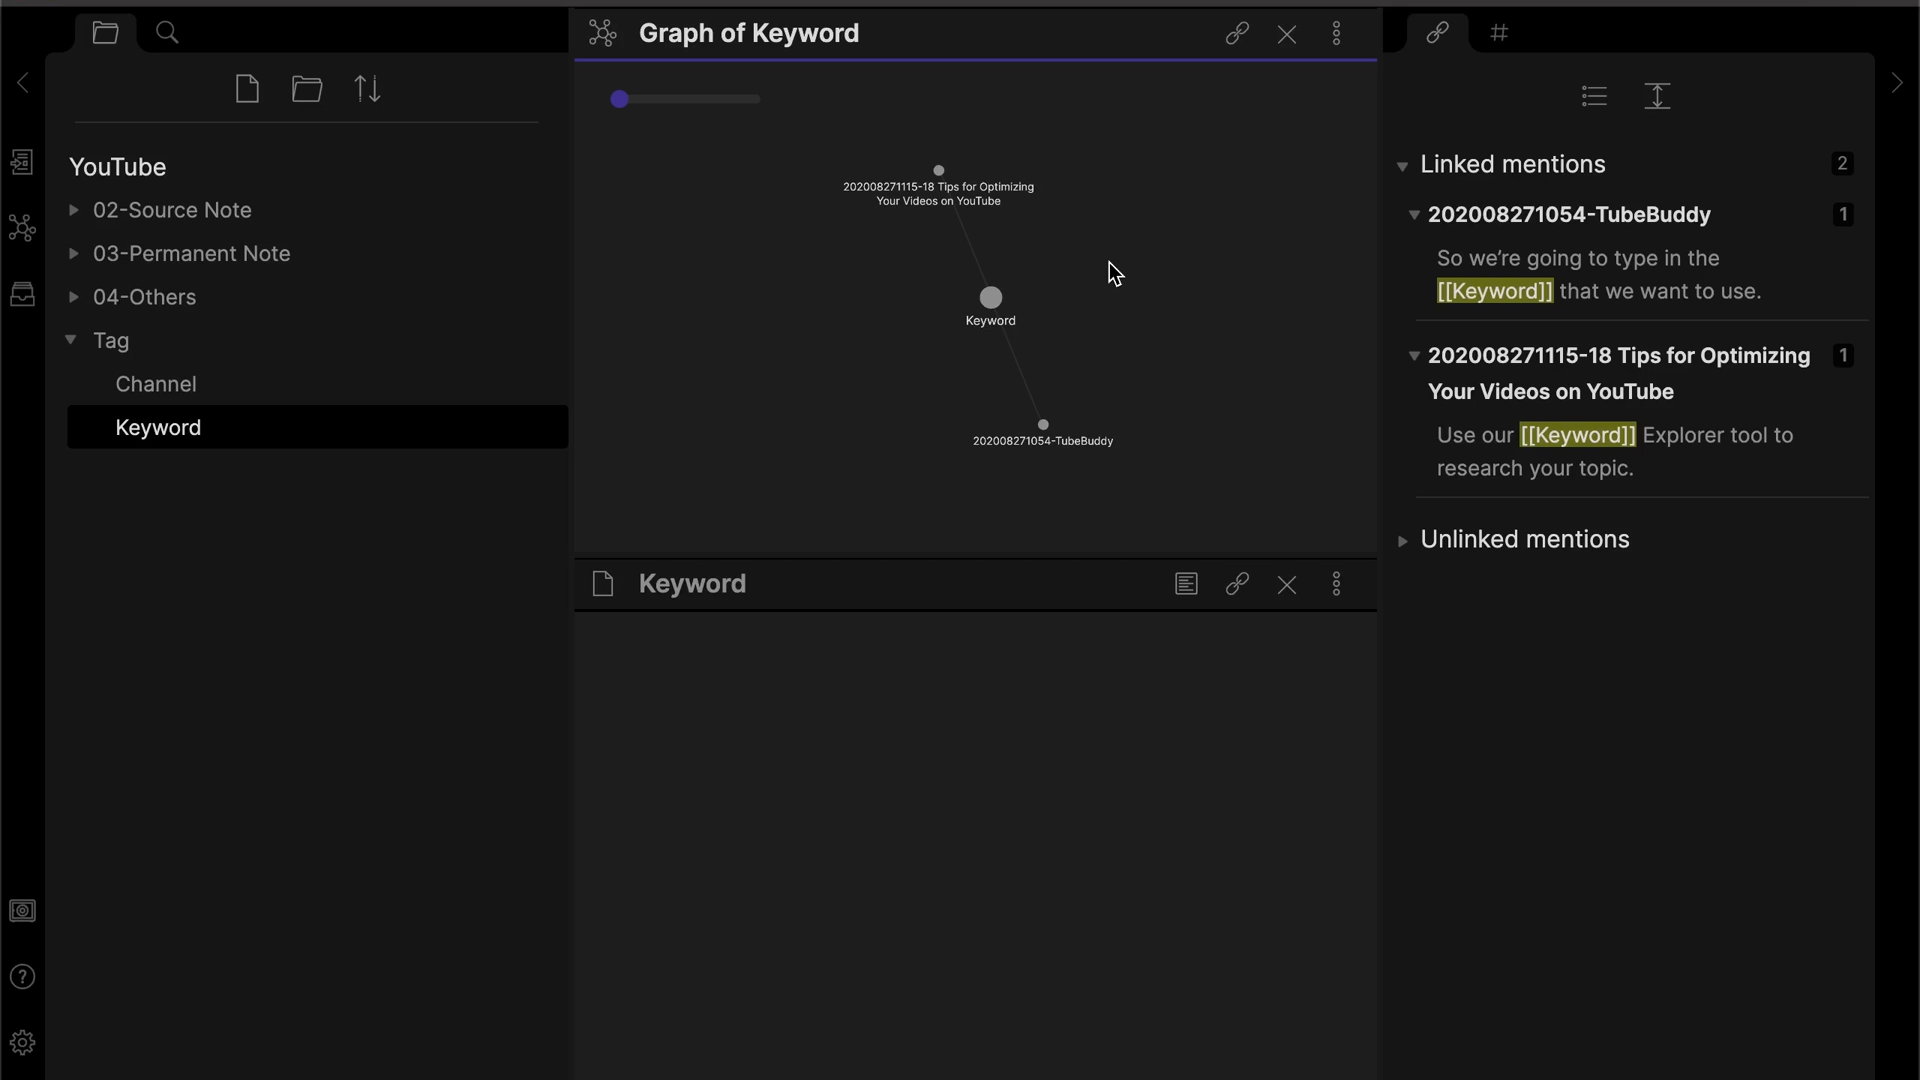 YouTube
02-Source Note
03-Permanent Note
04-Others
Tag
Channel
Keyword
Graph of Keyword
202008271115-18 Tips for Optimizing
Your Videos on YouTube
Keyword
202008271054-TubeBuddy
Keyword
Linked mentions 2
202008271054-TubeBuddy 1
So we're going to type in the
[[Keyword]] that we want to use.
202008271115-18 Tips for Optimizing 1
Your Videos on YouTube
Use our [[Keyword]] Explorer tool to
research your topic.
Unlinked mentions